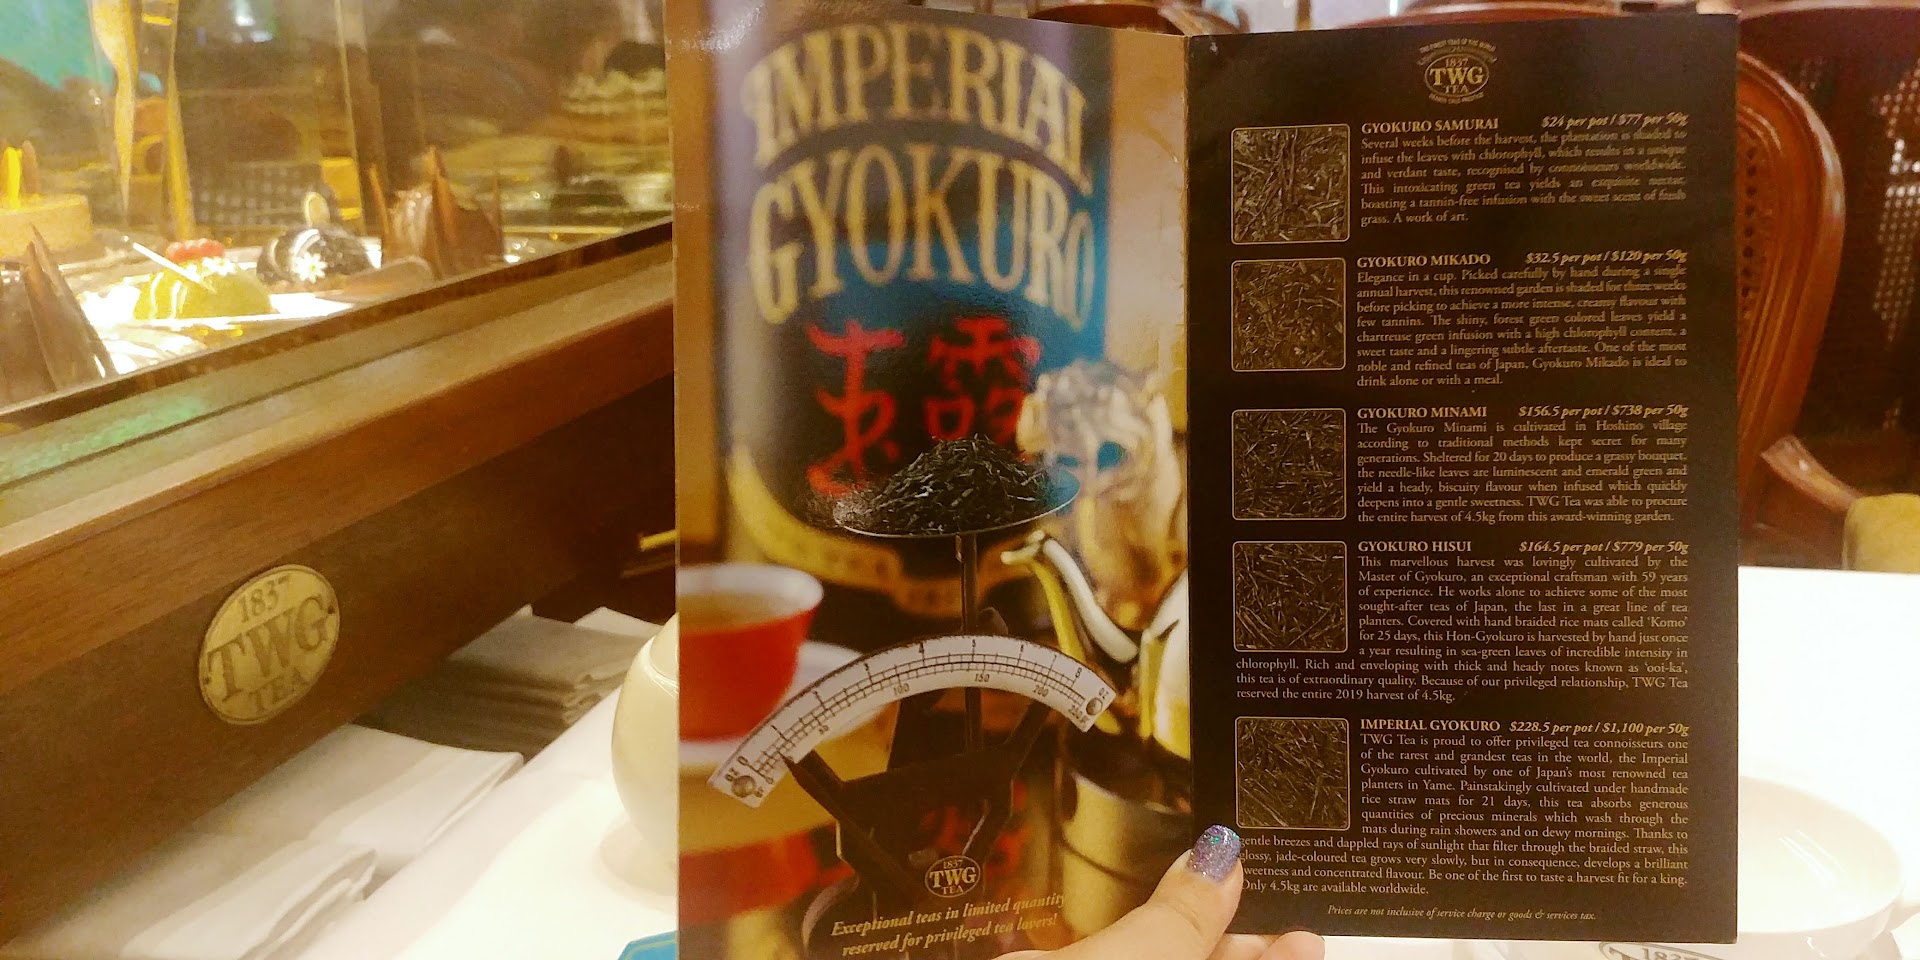 1837
TWG
TEA
IMPERIAL
GYOKURO
玉露
1837
TWG
TEA
Exceptional teas in limited quantity
reserved for privileged tea lovers!
THE FINEST TEAS OF THE WORLD
1837
TWG
TEA
GYOKURO SAMURAI $24 per pot / $77 per 50g
Several weeks before the harvest, the plantation is shaded to
infuse the leaves with chlorophyll, which results in a unique
and verdant taste, recognised by connoisseurs worldwide.
This intoxicating green tea yields an exquisite nectar,
boasting a tannin-free infusion with the sweet scent of fresh
grass. A work of art.
GYOKURO MIKADO $32.5 per pot / $120 per 50g
Elegance in a cup. Picked carefully by hand during a single
annual harvest, this renowned garden is shaded for three weeks
before picking to achieve a more intense, creamy flavour with
few tannins. The shiny, forest green colored leaves yield a
chartreuse green infusion with a high chlorophyll content, a
sweet taste and a lingering subtle aftertaste. One of the most
noble and refined teas of Japan, Gyokuro Mikado is ideal to
drink alone or with a meal.
GYOKURO MINAMI $156.5 per pot / $738 per 50g
The Gyokuro Minami is cultivated in Hoshino village
according to traditional methods kept secret for many
generations. Sheltered for 20 days to produce a grassy bouquet,
the needle-like leaves are luminescent and emerald green and
yield a heady, biscuity flavour when infused which quickly
deepens into a gentle sweetness. TWG Tea was able to procure
the entire harvest of 4.5kg from this award-winning garden.
GYOKURO HISUI $164.5 per pot / $779 per 50g
This marvellous harvest was lovingly cultivated by the
Master of Gyokuro, an exceptional craftsman with 59 years
of experience. He works alone to achieve some of the most
sought-after teas of Japan, the last in a great line of tea
planters. Covered with hand braided rice mats called 'Komo'
for 25 days, this Hon-Gyokuro is harvested by hand just once
a year resulting in sea-green leaves of incredible intensity in
chlorophyll. Rich and enveloping with thick and heady notes known as 'ooi-ka',
this tea is of extraordinary quality. Because of our privileged relationship, TWG Tea
reserved the entire 2019 harvest of 4.5kg.
IMPERIAL GYOKURO $228.5 per pot / $1,100 per 50g
TWG Tea is proud to offer privileged tea connoisseurs one
of the rarest and grandest teas in the world, the Imperial
Gyokuro cultivated by one of Japan's most renowned tea
planters in Yame. Painstakingly cultivated under handmade
rice straw mats for 21 days, this tea absorbs generous
quantities of precious minerals which wash through the
mats during rain showers and on dewy mornings. Thanks to
gentle breezes and dappled rays of sunlight that filter through the braided straw, this
glossy, jade-coloured tea grows very slowly, but in consequence, develops a brilliant
sweetness and concentrated flavour. Be one of the first to taste a harvest fit for a king.
Only 4.5kg are available worldwide.
Prices are not inclusive of service charge or goods & services tax.